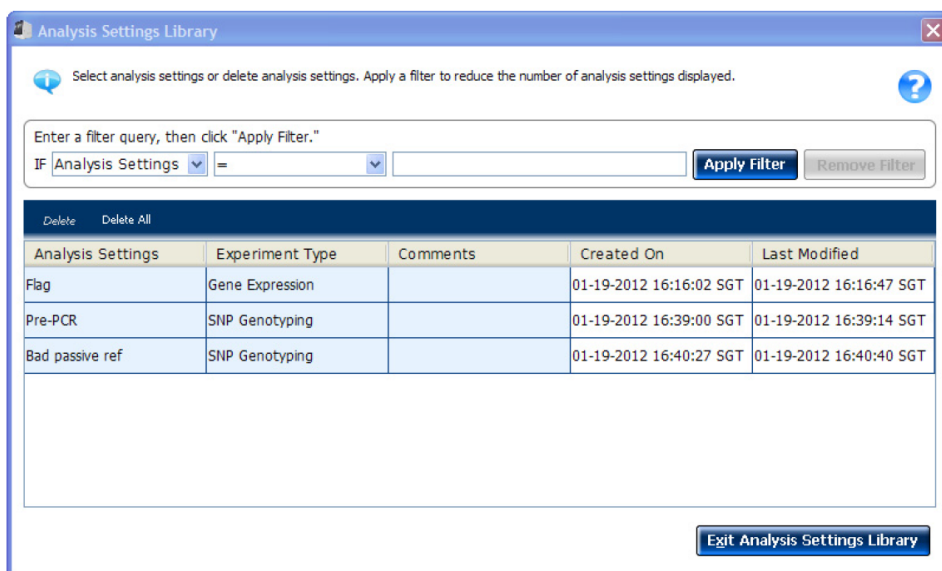 Analysis Settings Library
Select analysis settings or delete analysis settings. Apply a filter to reduce the number of analysis settings displayed.
Enter a filter query, then click "Apply Filter."
IF Analysis Settings = Apply Filter Remove Filter
Delete Delete All
Analysis Settings Experiment Type Comments Created On Last Modified
Flag Gene Expression 01-19-2012 16:16:02 SGT 01-19-2012 16:16:47 SGT
Pre-PCR SNP Genotyping 01-19-2012 16:39:00 SGT 01-19-2012 16:39:14 SGT
Bad passive ref SNP Genotyping 01-19-2012 16:40:27 SGT 01-19-2012 16:40:40 SGT
Exit Analysis Settings Library